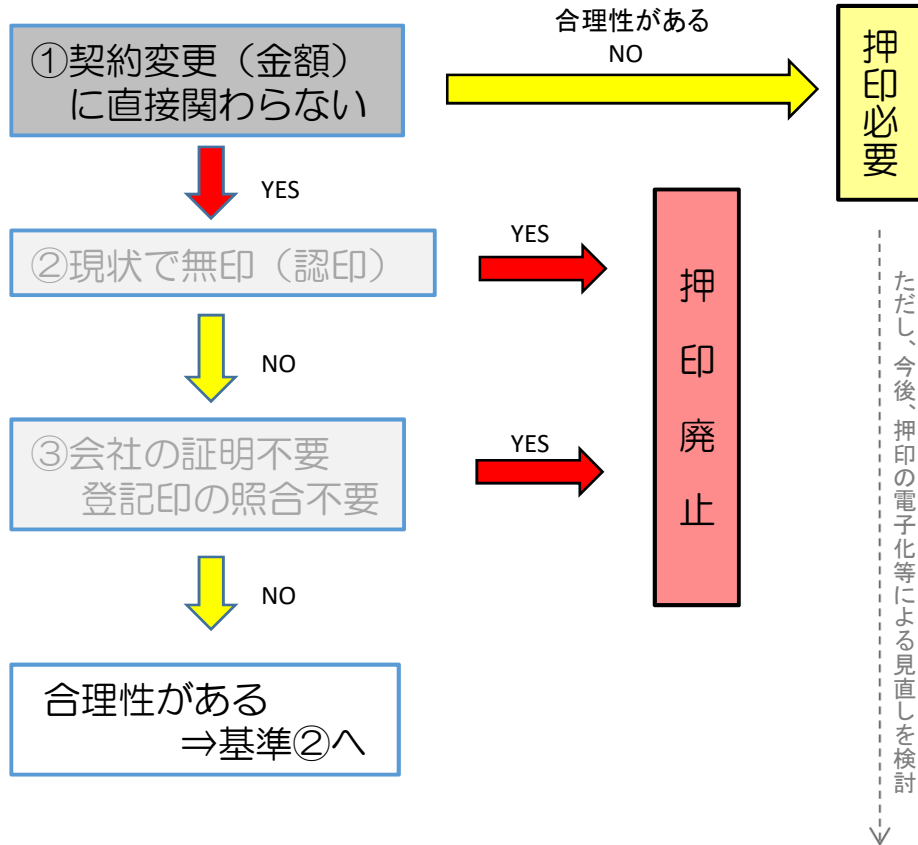 ①契約変更（金額）
に直接関わらない
合理性がある
NO
押印必要
YES
②現状で無印（認印）
YES
押印廃止
NO
③会社の証明不要
登記印の照合不要
YES
NO
合理性がある
⇒基準②へ
ただし、今後、押印の電子化等による見直しを検討